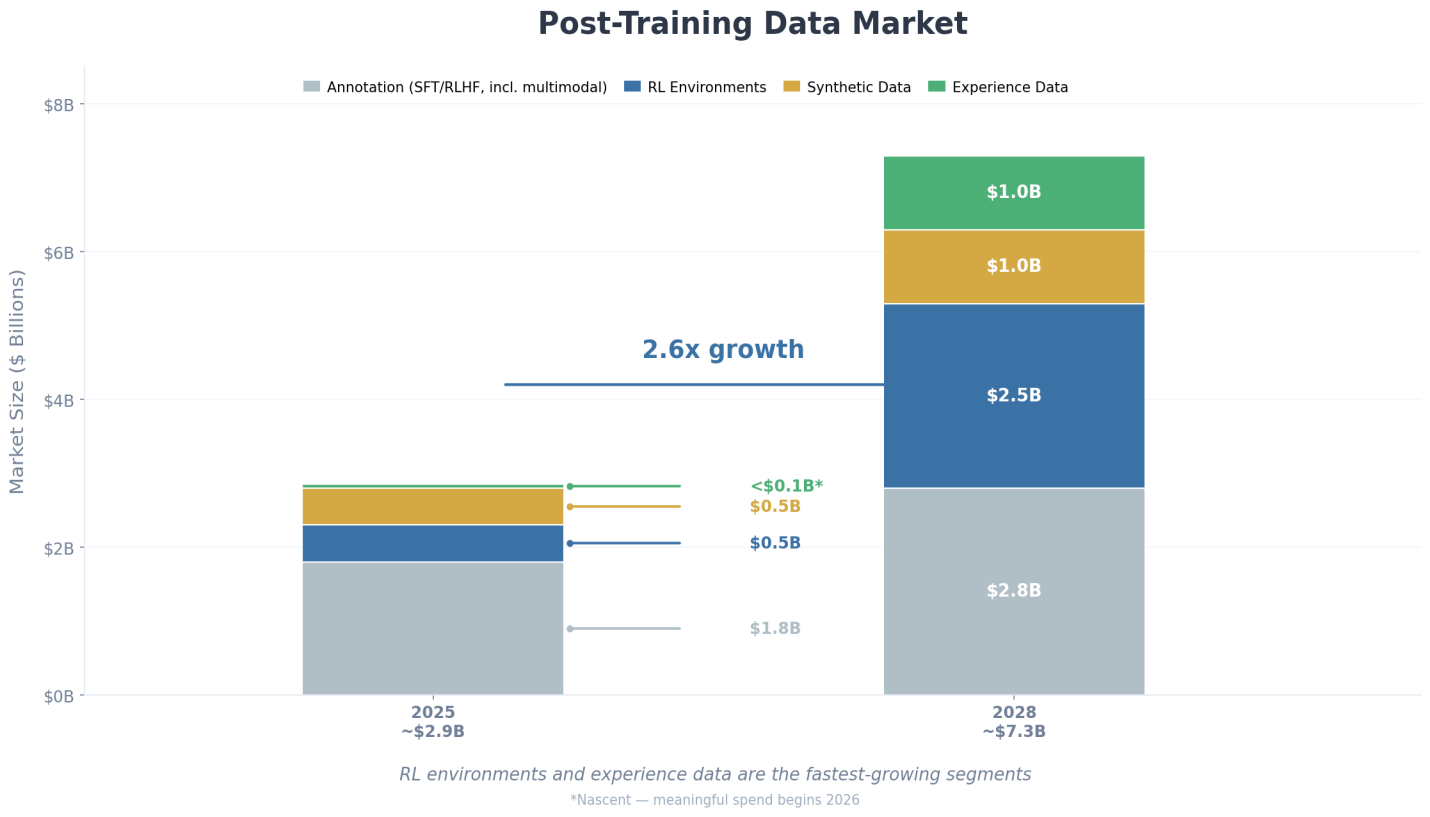 Post-Training Data Market
Annotation (SFT/RLHF, incl. multimodal) RL Environments Synthetic Data Experience Data
Market Size ($ Billions)
$8B
$6B
$4B
$2B
$0B
2.6x growth
<$0.1B*
$0.5B
$0.5B
$1.8B
$1.0B
$1.0B
$2.5B
$2.8B
2025
~$2.9B
2028
~$7.3B
RL environments and experience data are the fastest-growing segments
*Nascent — meaningful spend begins 2026